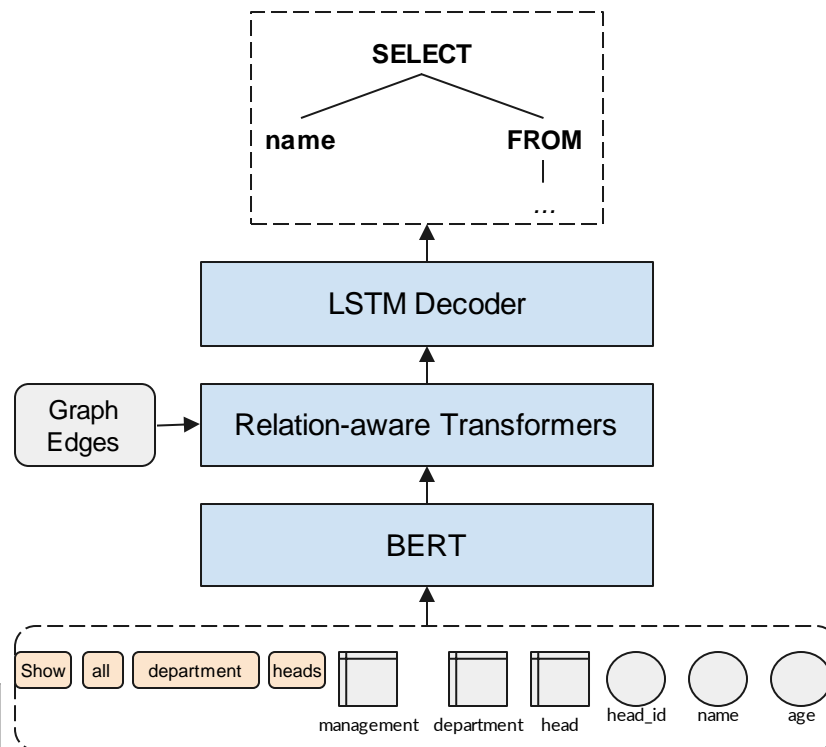 SELECT
name FROM
...
LSTM Decoder
Graph
Edges
Relation-aware Transformers
BERT
Show all department heads
management department head head_id name age